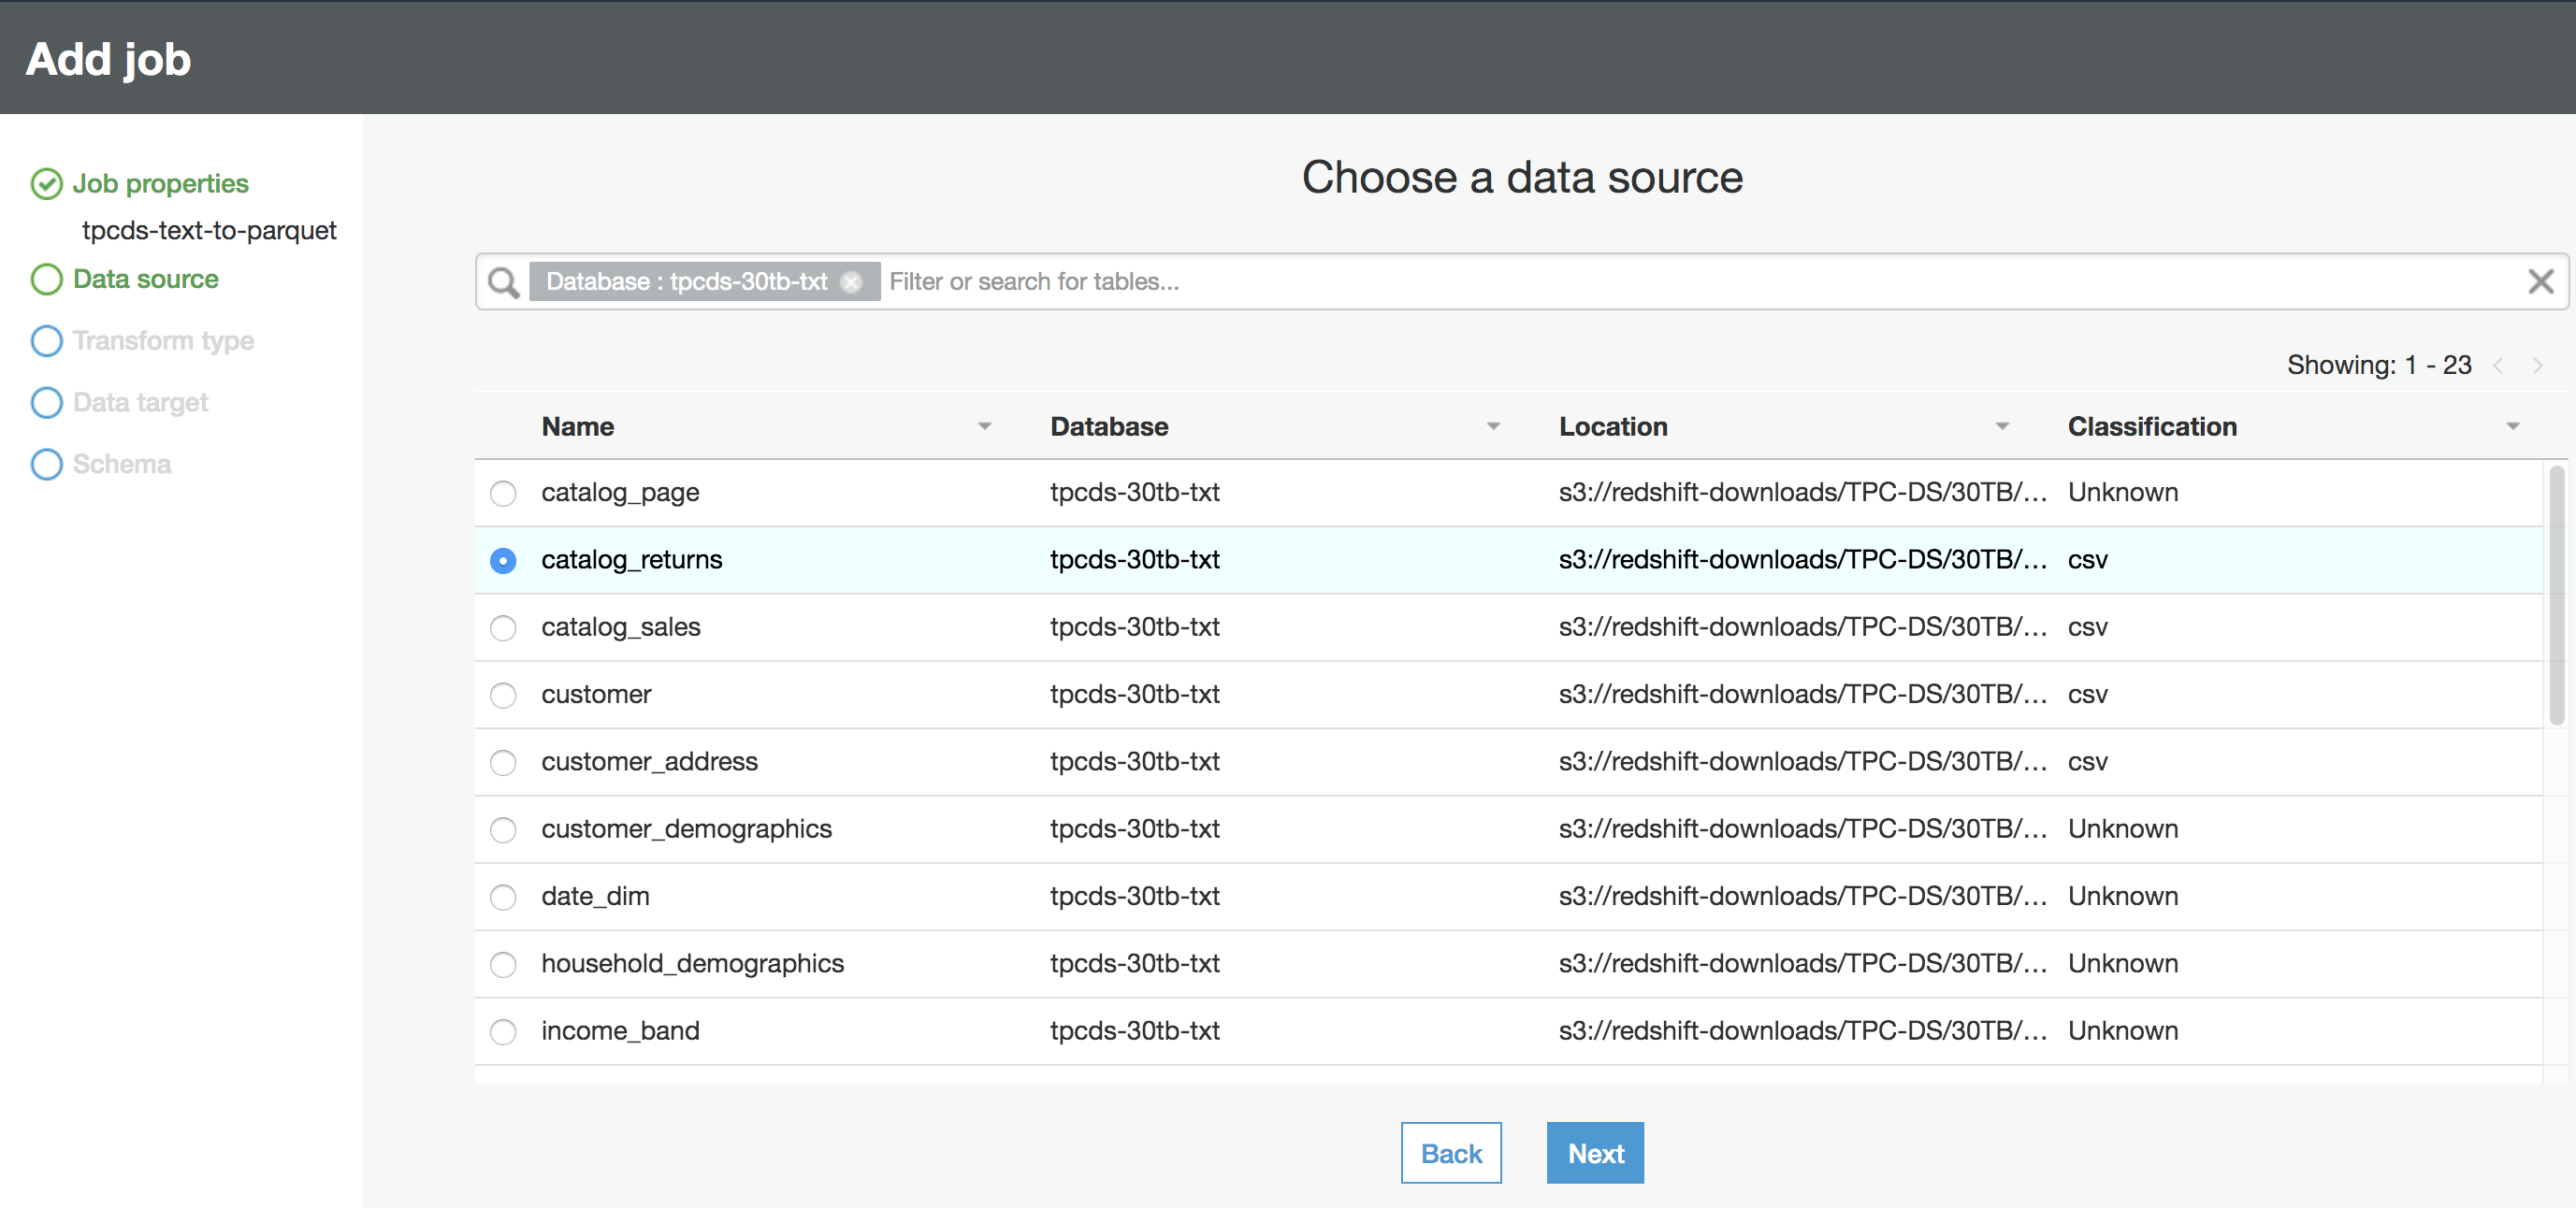 Add job
Job properties
tpcds-text-to-parquet
Data source
Transform type
Data target
Schema
Choose a data source
Database : tpcds-30tb-txt Filter or search for tables...
Showing: 1 - 23
Name Database Location Classification
catalog_page tpcds-30tb-txt s3://redshift-downloads/TPC-DS/30TB/... Unknown
catalog_returns tpcds-30tb-txt s3://redshift-downloads/TPC-DS/30TB/... csv
catalog_sales tpcds-30tb-txt s3://redshift-downloads/TPC-DS/30TB/... csv
customer tpcds-30tb-txt s3://redshift-downloads/TPC-DS/30TB/... csv
customer_address tpcds-30tb-txt s3://redshift-downloads/TPC-DS/30TB/... csv
customer_demographics tpcds-30tb-txt s3://redshift-downloads/TPC-DS/30TB/... Unknown
date_dim tpcds-30tb-txt s3://redshift-downloads/TPC-DS/30TB/... Unknown
household_demographics tpcds-30tb-txt s3://redshift-downloads/TPC-DS/30TB/... Unknown
income_band tpcds-30tb-txt s3://redshift-downloads/TPC-DS/30TB/... Unknown
Back Next